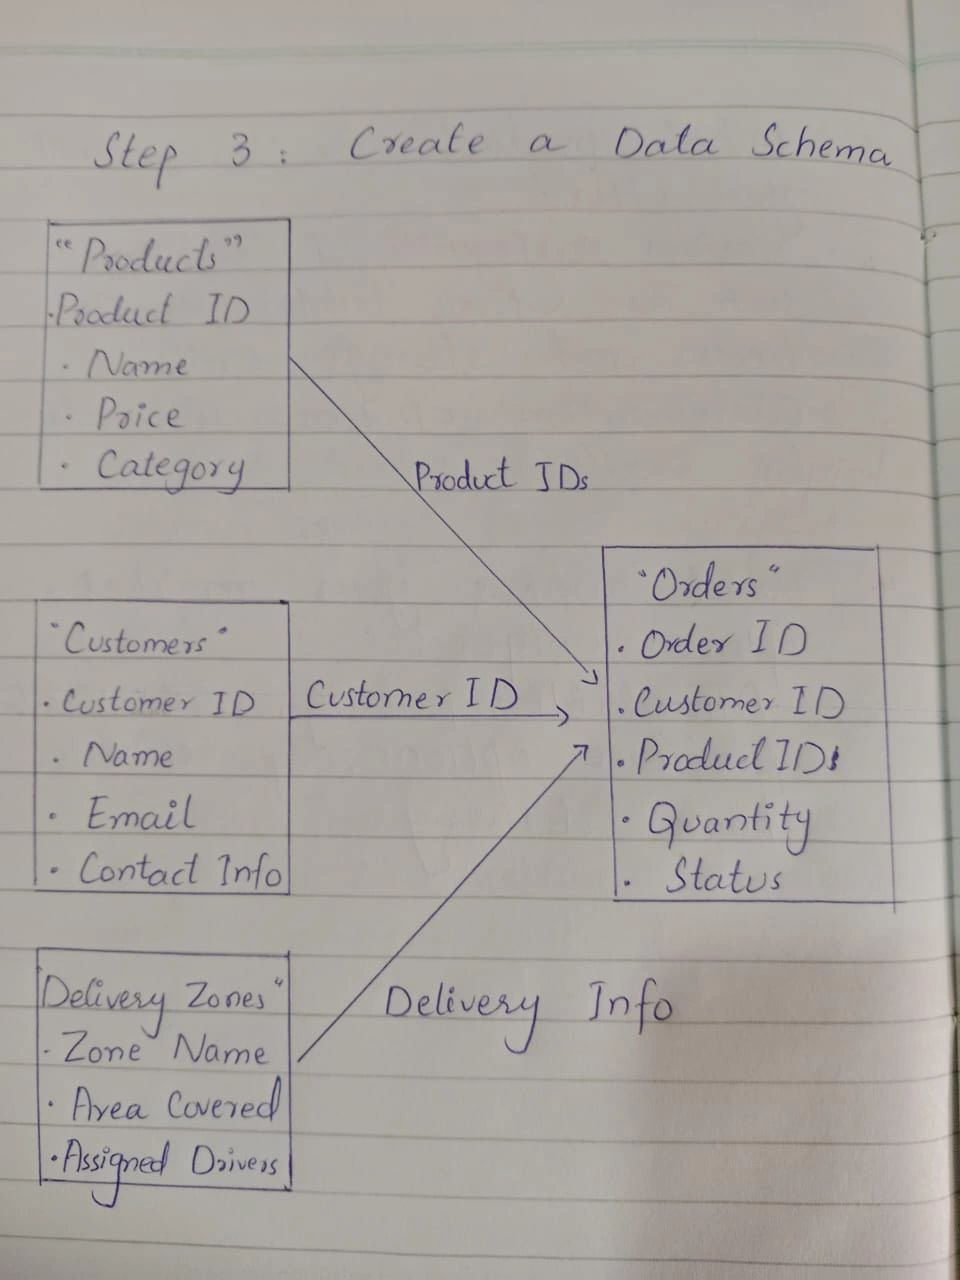 Step 3 : Create a Data Schema
"Products"
·Product ID
· Name
· Price
· Category
Product IDs
"Customers"
· Customer ID
· Name
· Email
· Contact Info
Customer ID
"Orders"
· Order ID
· Customer ID
· Product IDs
· Quantity
· Status
Delivery Zones"
· Zone Name
· Area Covered
· Assigned Drivers
Delivery Info